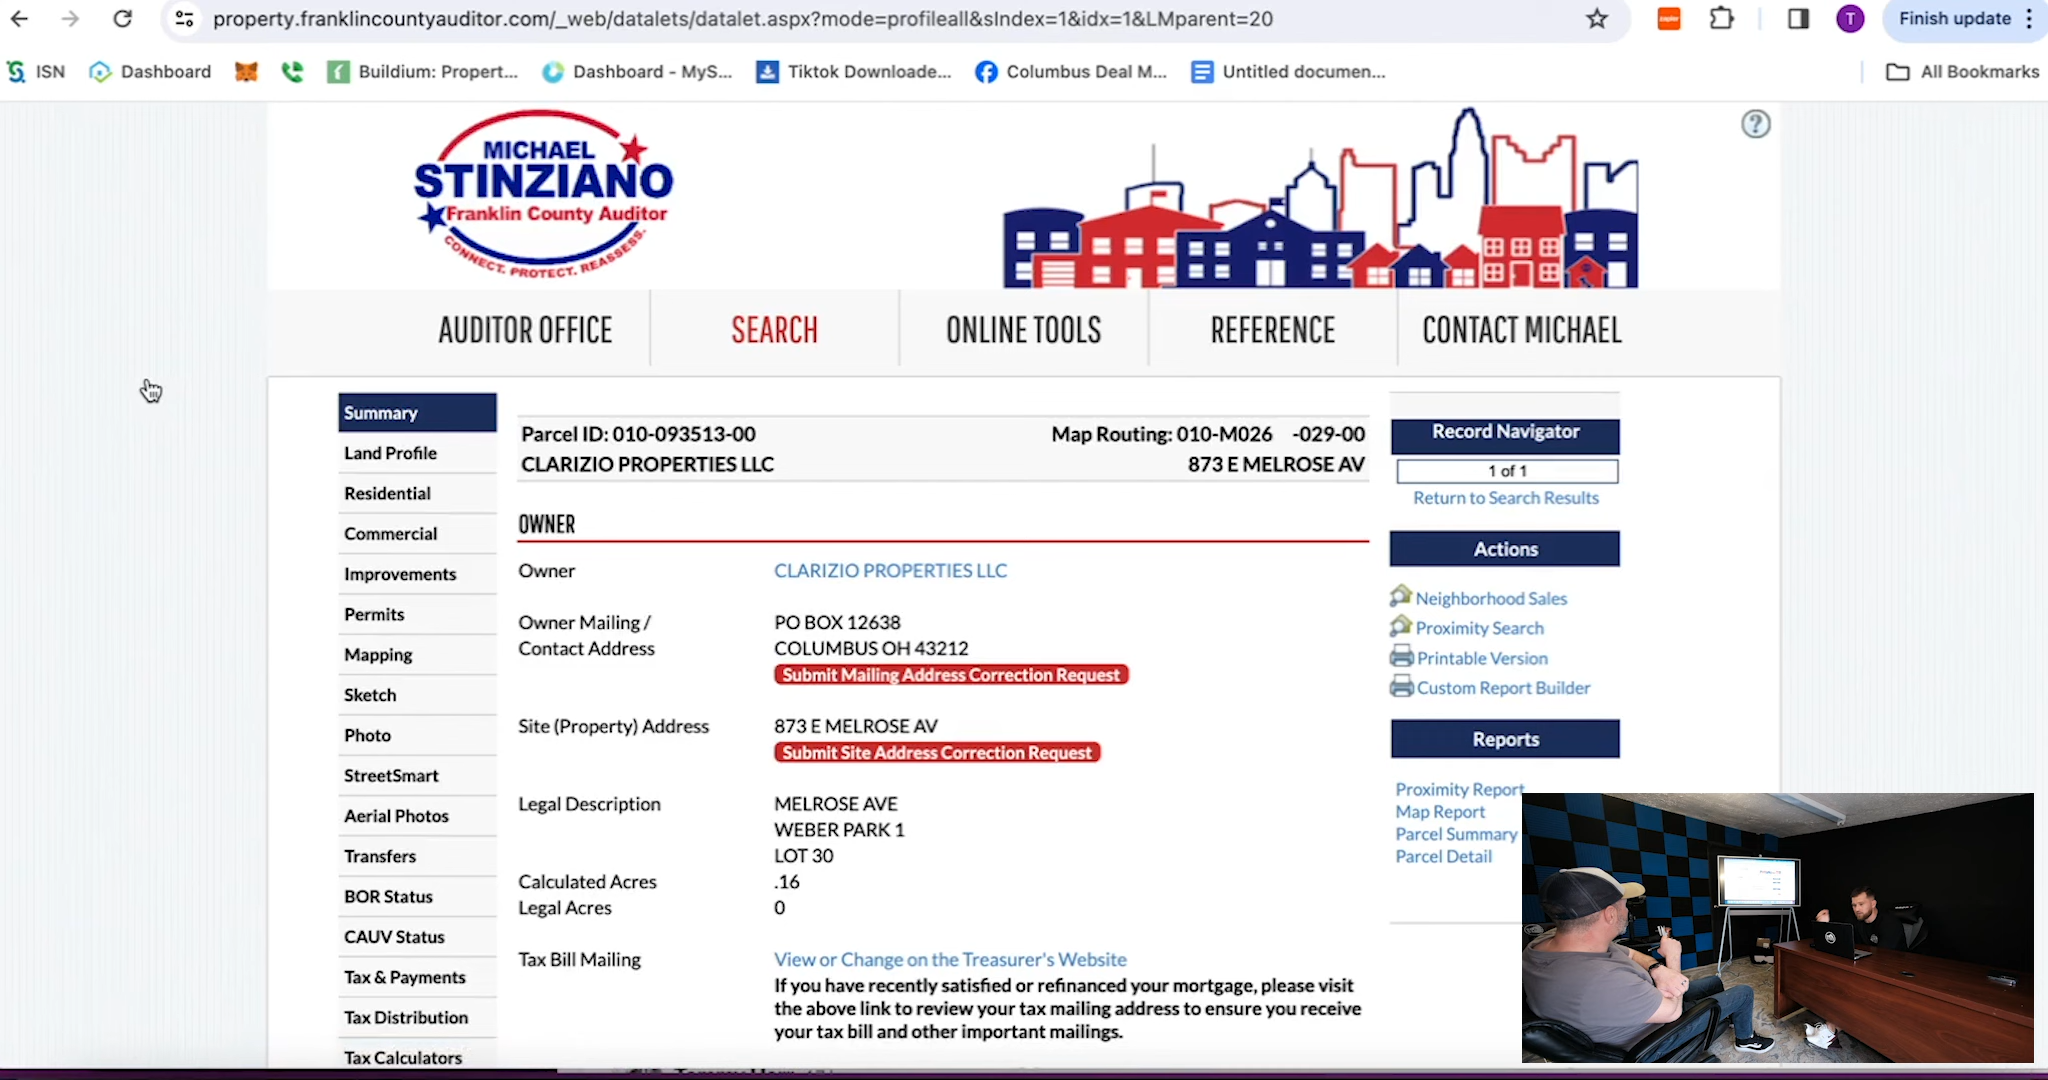 property.franklincountyauditor.com/_web/datalets/datalet.aspx?mode=profileall&sIndex=1&idx=1&LMparent=20
T
Finish update
ISN
Dashboard
Buildium: Propert...
Dashboard - MyS...
Tiktok Downloade...
Columbus Deal M...
Untitled documen...
All Bookmarks
MICHAEL
STINZIANO
Franklin County Auditor
CONNECT. PROTECT. REASSESS.
?
AUDITOR OFFICE
SEARCH
ONLINE TOOLS
REFERENCE
CONTACT MICHAEL
Summary
Land Profile
Residential
Commercial
Improvements
Permits
Mapping
Sketch
Photo
StreetSmart
Aerial Photos
Transfers
BOR Status
CAUV Status
Tax & Payments
Tax Distribution
Tax Calculators
Parcel ID: 010-093513-00
Map Routing: 010-M026 -029-00
CLARIZIO PROPERTIES LLC
873 E MELROSE AV
OWNER
Owner
CLARIZIO PROPERTIES LLC
Owner Mailing /
Contact Address
PO BOX 12638
COLUMBUS OH 43212
Submit Mailing Address Correction Request
Site (Property) Address
873 E MELROSE AV
Submit Site Address Correction Request
Legal Description
MELROSE AVE
WEBER PARK 1
LOT 30
Calculated Acres
.16
Legal Acres
0
Tax Bill Mailing
View or Change on the Treasurer's Website
If you have recently satisfied or refinanced your mortgage, please visit
the above link to review your tax mailing address to ensure you receive
your tax bill and other important mailings.
Record Navigator
1 of 1
Return to Search Results
Actions
Neighborhood Sales
Proximity Search
Printable Version
Custom Report Builder
Reports
Proximity Report
Map Report
Parcel Summary
Parcel Detail